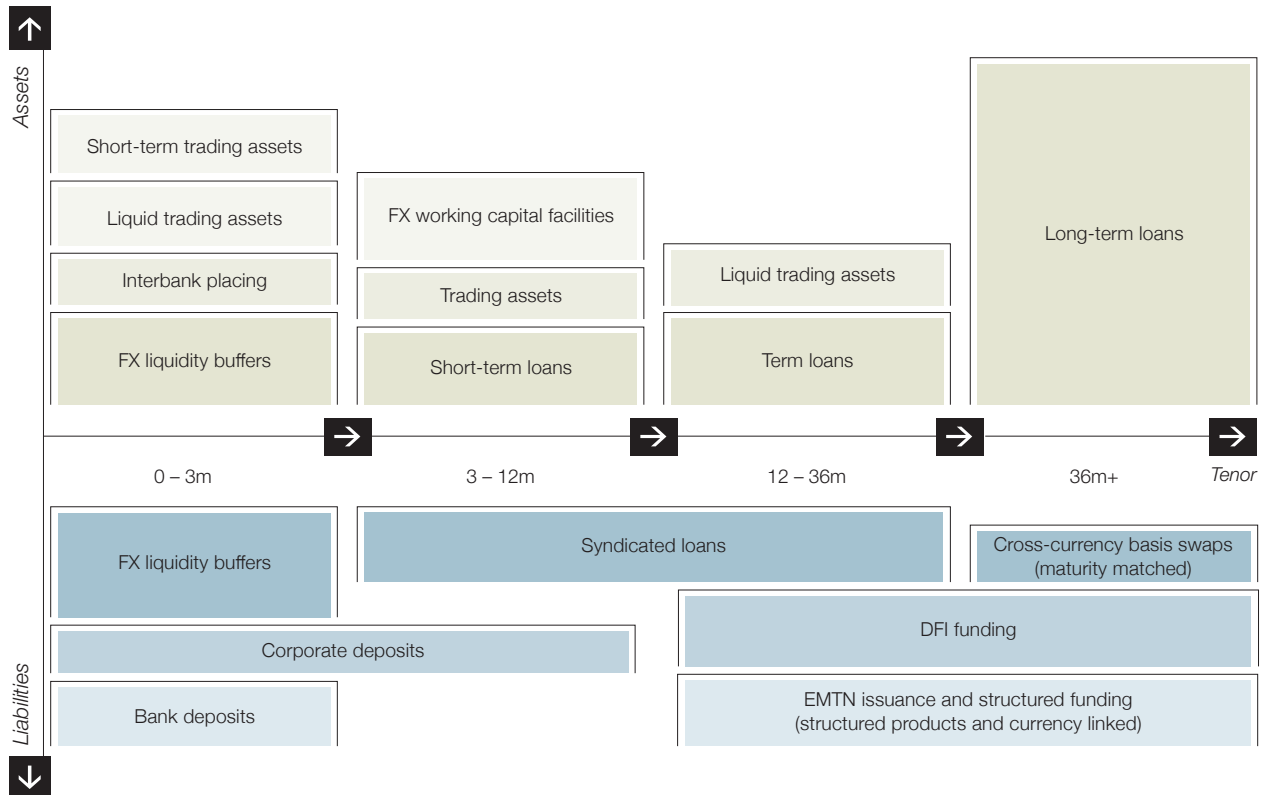 Assets
Short-term trading assets
Liquid trading assets
Interbank placing
FX liquidity buffers
FX working capital facilities
Trading assets
Short-term loans
Liquid trading assets
Term loans
Long-term loans
0 – 3m
3 – 12m
12 – 36m
36m+
Tenor
Liabilities
FX liquidity buffers
Syndicated loans
Cross-currency basis swaps
(maturity matched)
Corporate deposits
DFI funding
Bank deposits
EMTN issuance and structured funding
(structured products and currency linked)